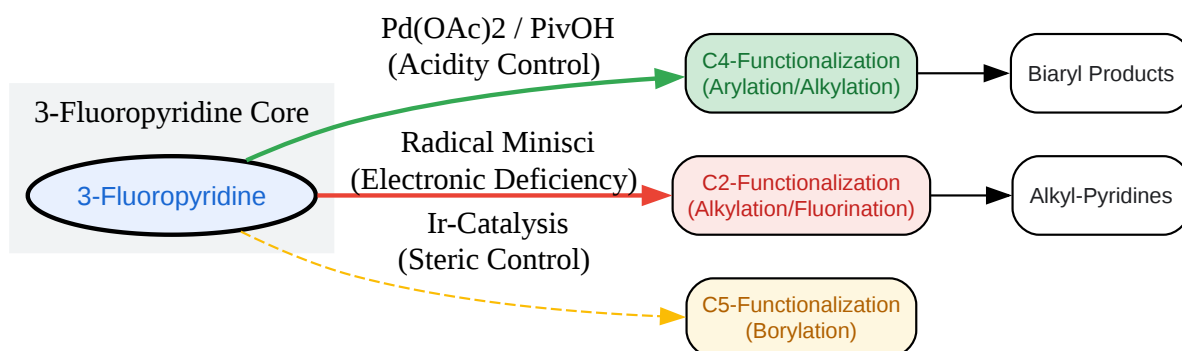 Pd(OAc)2 / PivOH
(Acidity Control)
C4-Functionalization
(Arylation/Alkylation)
Biaryl Products
3-Fluoropyridine Core
3-Fluoropyridine
Radical Minisci
(Electronic Deficiency)
C2-Functionalization
(Alkylation/Fluorination)
Alkyl-Pyridines
Ir-Catalysis
(Steric Control)
C5-Functionalization
(Borylation)